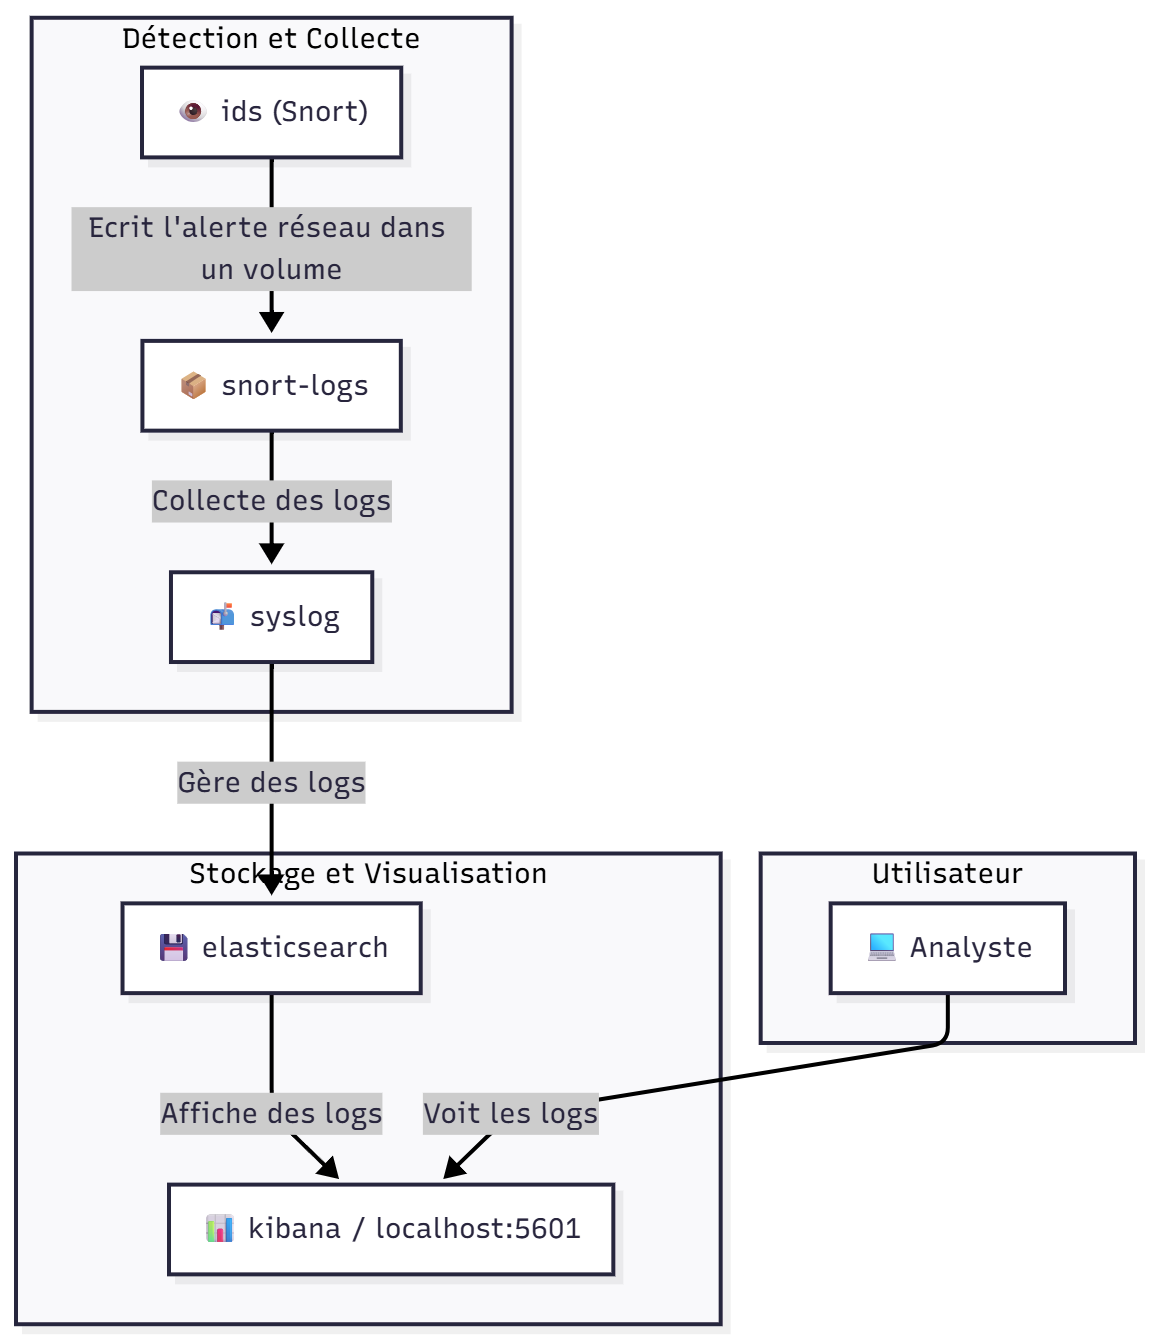 Détection et Collecte
ids (Snort)
Ecrit l'alerte réseau dans
un volume
snort-logs
Collecte des logs
syslog
Gère des logs
Stockage et Visualisation
elasticsearch
Utilisateur
Analyste
Affiche des logs
Voit les logs
kibana / localhost:5601